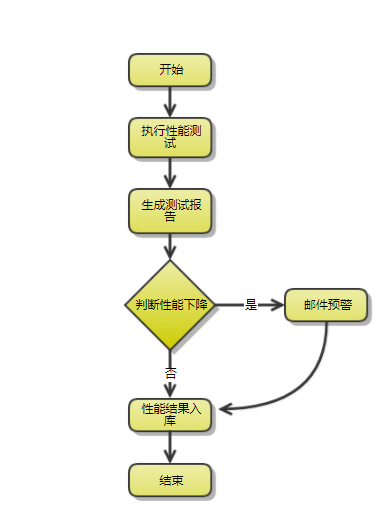 开始
执行性能测
试
生成测试报
告
判断性能下降
是
邮件预警
否
性能结果入
库
结束